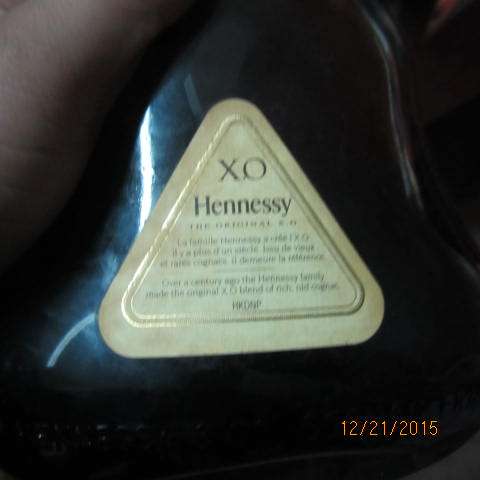 X.O
Hennessy
THE ORIGINAL X.O
La famille Hennessy a créé l'X.O
il y a plus d'un siècle. Issu de vieux
et rares cognacs, il demeure la référence.
Over a century ago the Hennessy family
made the original X.O blend of rich, old cognac.
HKDNP
12/21/2015